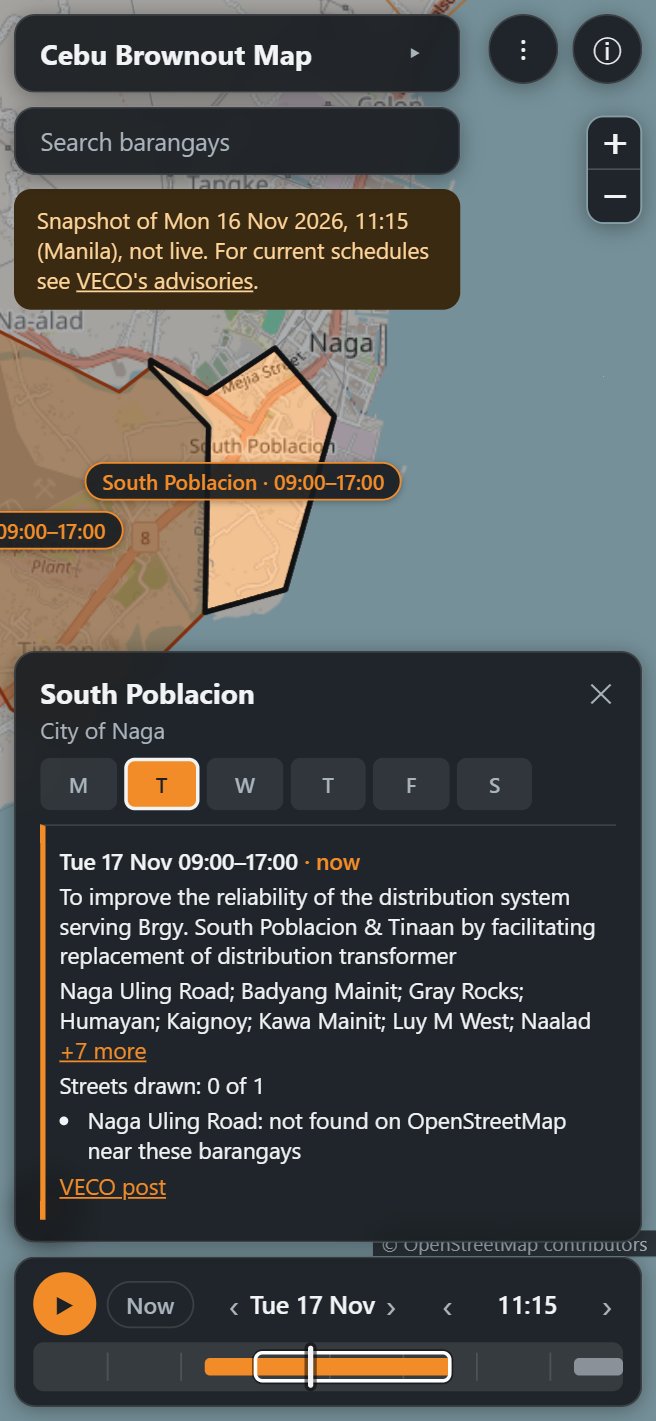 Cebu Brownout Map
Search barangays
Colon
Tangke
Snapshot of Mon 16 Nov 2026, 11:15
(Manila), not live. For current schedules
see VECO's advisories.
Na-alad
Naga
Mejia Street
South Poblacion
South Poblacion · 09:00–17:00
09:00–17:00
8
Plant
Tinaan
South Poblacion
City of Naga
M T W T F S
Tue 17 Nov 09:00–17:00 · now
To improve the reliability of the distribution system
serving Brgy. South Poblacion & Tinaan by facilitating
replacement of distribution transformer
Naga Uling Road; Badyang Mainit; Gray Rocks;
Humayan; Kaignoy; Kawa Mainit; Luy M West; Naalad
+7 more
Streets drawn: 0 of 1
• Naga Uling Road: not found on OpenStreetMap
near these barangays
VECO post
© OpenStreetMap contributors
Now ‹ Tue 17 Nov › ‹ 11:15 ›